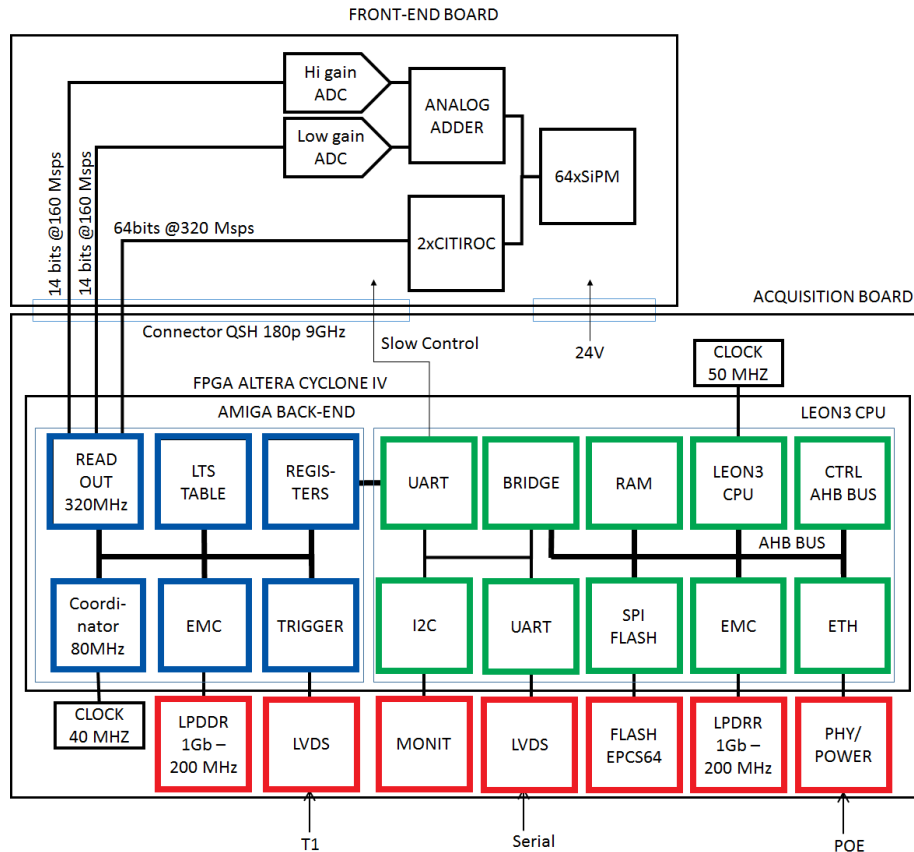 FRONT-END BOARD
Hi gain
ADC
ANALOG
ADDER
Low gain
ADC
64xSiPM
14 bits @160 Msps
14 bits @160 Msps
64bits @320 Msps
2xCITIROC
ACQUISITION BOARD
Connector QSH 180p 9GHz
Slow Control
24V
CLOCK
50 MHZ
FPGA ALTERA CYCLONE IV
AMIGA BACK-END
LEON3 CPU
READ
OUT
320MHz
LTS
TABLE
REGIS-
TERS
UART
BRIDGE
RAM
LEON3
CPU
CTRL
AHB BUS
AHB BUS
Coordi-
nator
80MHz
EMC
TRIGGER
I2C
UART
SPI
FLASH
EMC
ETH
CLOCK
40 MHZ
LPDDR
1Gb –
200 MHz
LVDS
MONIT
LVDS
FLASH
EPCS64
LPDRR
1Gb –
200 MHz
PHY/
POWER
T1
Serial
POE